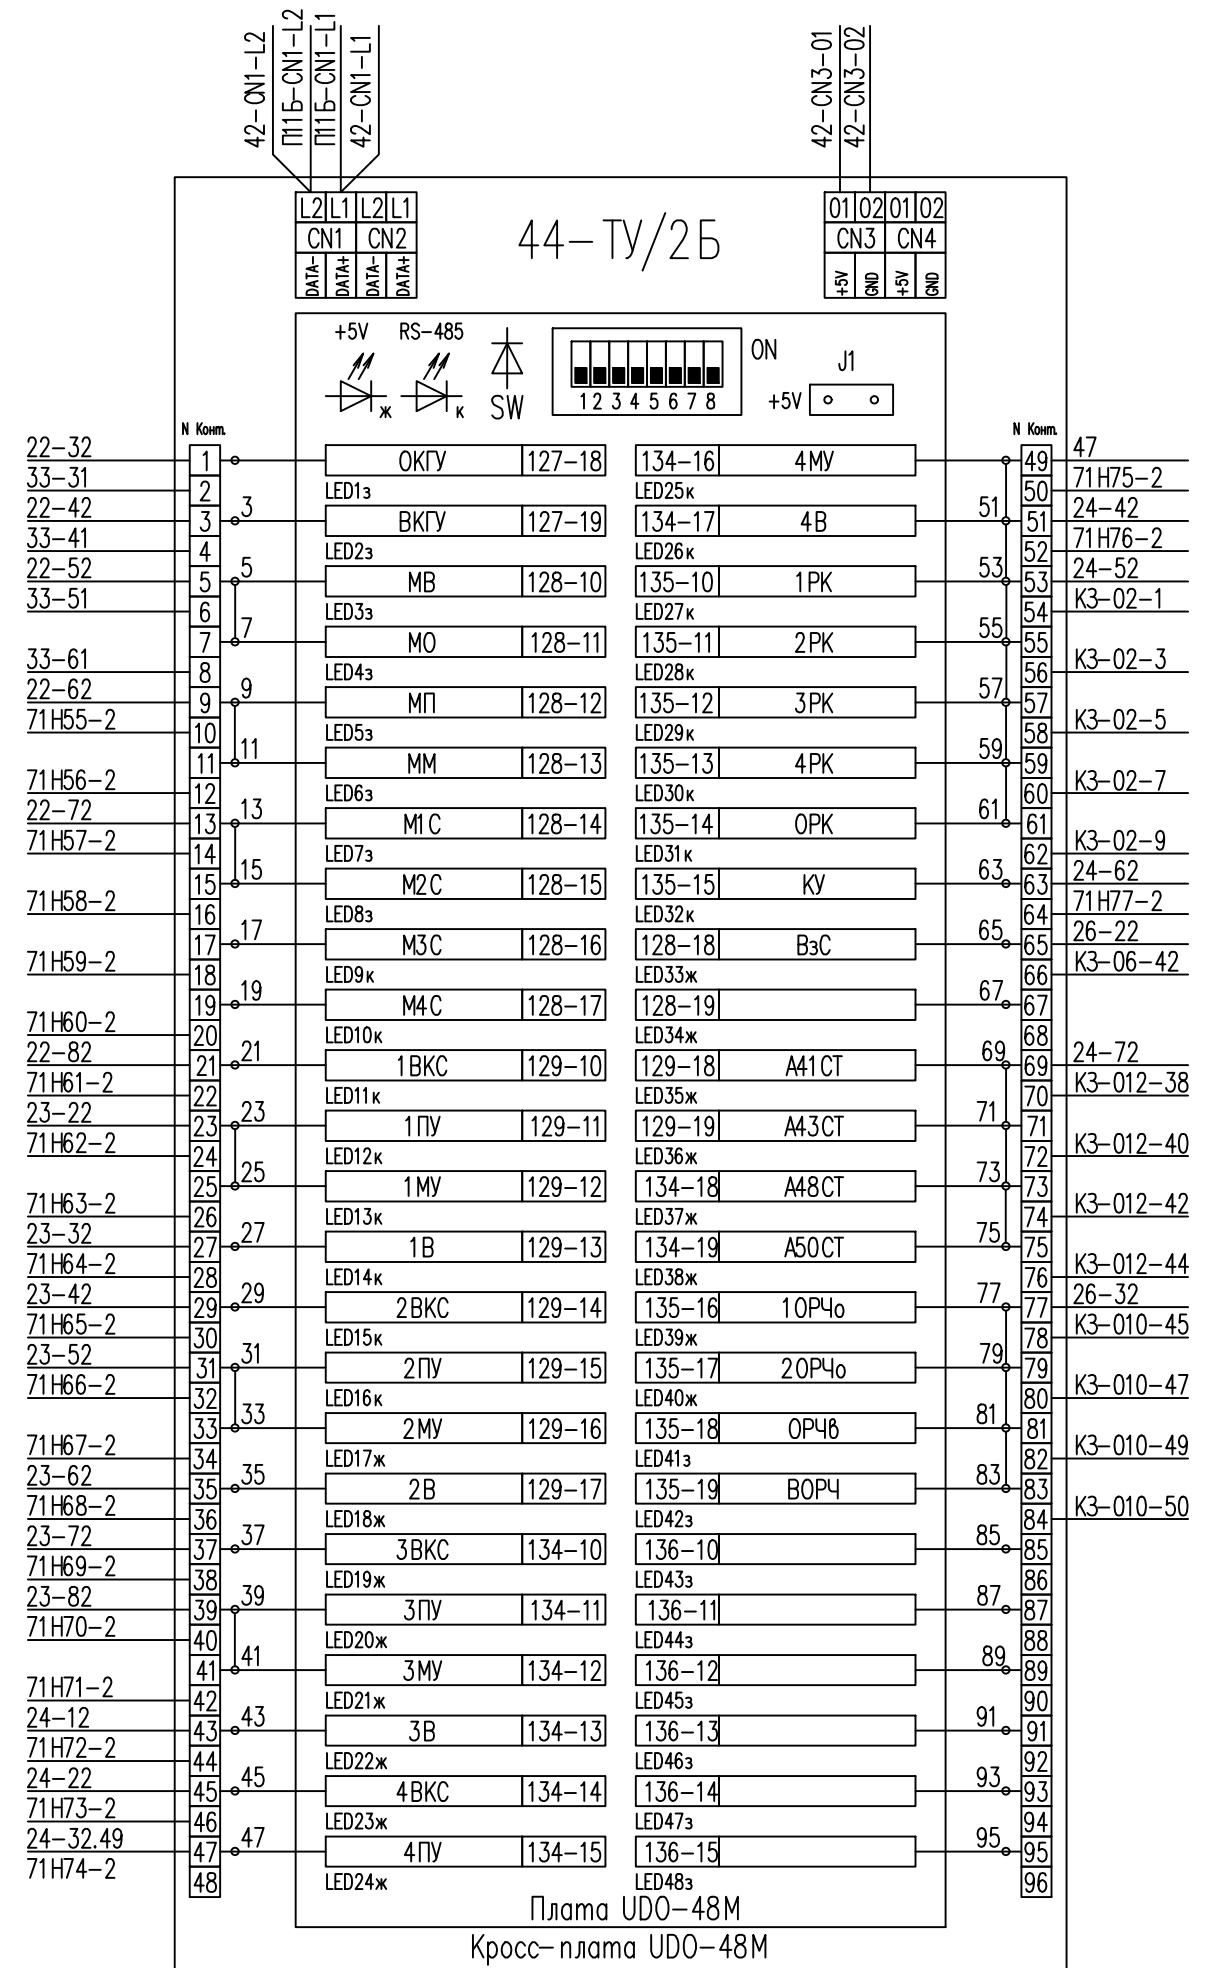 42-CN1-L2
П11Б-CN1-L2
П11Б-CN1-L1
42-CN1-L1
42-CN3-01
42-CN3-02
L2 L1 L2 L1
CN1 CN2
DATA- DATA+ DATA- DATA+
44-ТУ/2Б
01 02 01 02
CN3 CN4
+5V GND +5V GND
+5V RS-485
ж к SW
1 2 3 4 5 6 7 8
ON
J1
+5V
N Конт. N Конт.
22-32 1 ОКГУ 127-18 134-16 4МУ 49 47
33-31 2 LED1з LED25к 50 71Н75-2
22-42 3 3 ВКГУ 127-19 134-17 4В 51 51 24-42
33-41 4 LED2з LED26к 52 71Н76-2
22-52 5 5 МВ 128-10 135-10 1РК 53 53 24-52
33-51 6 LED3з LED27к 54 К3-02-1
7 7 МО 128-11 135-11 2РК 55 55
33-61 8 LED4з LED28к 56 К3-02-3
22-62 9 9 МП 128-12 135-12 3РК 57 57
71Н55-2 10 LED5з LED29к 58 К3-02-5
11 11 ММ 128-13 135-13 4РК 59 59
71Н56-2 12 LED6з LED30к 60 К3-02-7
22-72 13 13 М1С 128-14 135-14 ОРК 61 61
71Н57-2 14 LED7з LED31к 62 К3-02-9
15 15 М2С 128-15 135-15 КУ 63 63 24-62
71Н58-2 16 LED8з LED32к 64 71Н77-2
17 17 М3С 128-16 128-18 ВзС 65 65 26-22
71Н59-2 18 LED9к LED33ж 66 К3-06-42
19 19 М4С 128-17 128-19 67 67
71Н60-2 20 LED10к LED34ж 68
22-82 21 21 1ВКС 129-10 129-18 А41СТ 69 69 24-72
71Н61-2 22 LED11к LED35ж 70 К3-012-38
23-22 23 23 1ПУ 129-11 129-19 А43СТ 71 71
71Н62-2 24 LED12к LED36ж 72 К3-012-40
25 25 1МУ 129-12 134-18 А48СТ 73 73
71Н63-2 26 LED13к LED37ж 74 К3-012-42
23-32 27 27 1В 129-13 134-19 А50СТ 75 75
71Н64-2 28 LED14к LED38ж 76 К3-012-44
23-42 29 29 2ВКС 129-14 135-16 1ОРЧо 77 77 26-32
71Н65-2 30 LED15к LED39ж 78 К3-010-45
23-52 31 31 2ПУ 129-15 135-17 2ОРЧо 79 79
71Н66-2 32 LED16к LED40ж 80 К3-010-47
33 33 2МУ 129-16 135-18 ОРЧв 81 81
71Н67-2 34 LED17ж LED41з 82 К3-010-49
23-62 35 35 2В 129-17 135-19 ВОРЧ 83 83
71Н68-2 36 LED18ж LED42з 84 К3-010-50
23-72 37 37 3ВКС 134-10 136-10 85 85
71Н69-2 38 LED19ж LED43з 86
23-82 39 39 3ПУ 134-11 136-11 87 87
71Н70-2 40 LED20ж LED44з 88
41 41 3МУ 134-12 136-12 89 89
71Н71-2 42 LED21ж LED45з 90
24-12 43 43 3В 134-13 136-13 91 91
71Н72-2 44 LED22ж LED46з 92
24-22 45 45 4ВКС 134-14 136-14 93 93
71Н73-2 46 LED23ж LED47з 94
24-32.49 47 47 4ПУ 134-15 136-15 95 95
71Н74-2 48 LED24ж LED48з 96
Плата UDO-48М
Кросс-плата UDO-48М